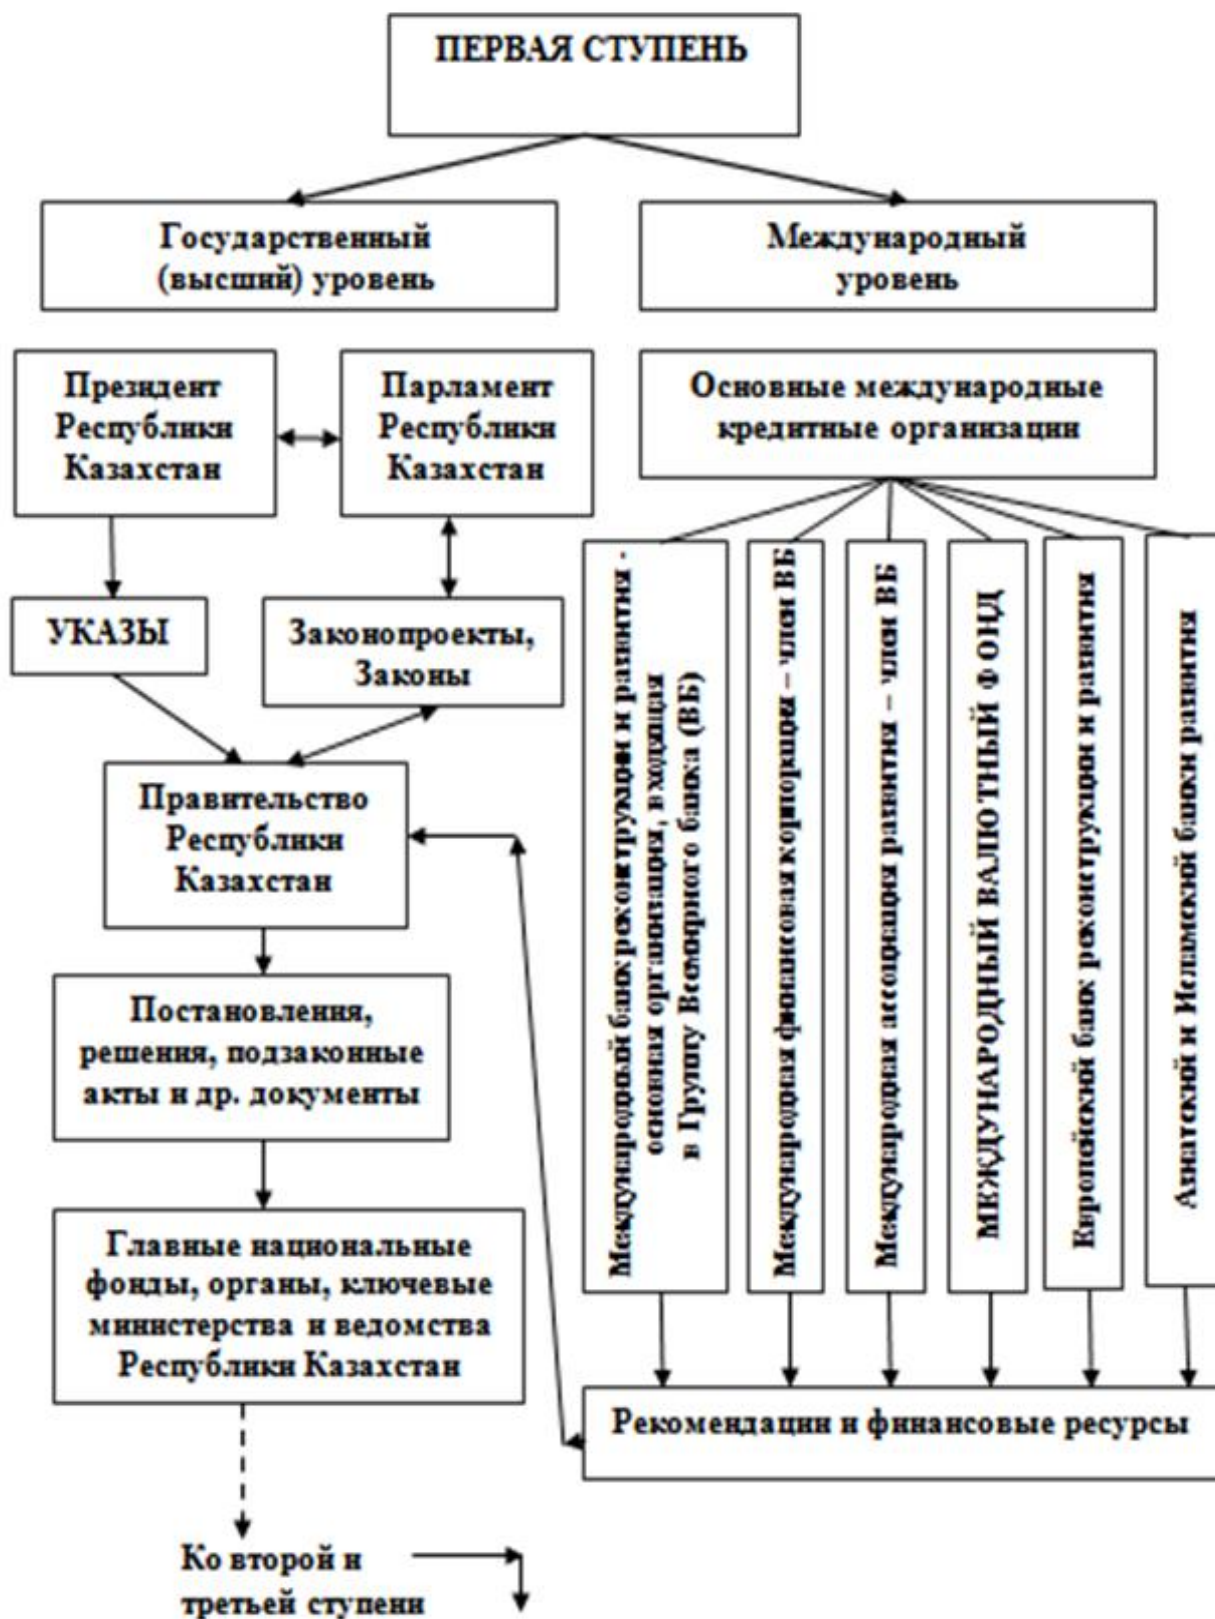 ПЕРВАЯ СТУПЕНЬ
Государственный
(высший) уровень
Международный
уровень
Президент
Республики
Казахстан
Парламент
Республики
Казахстан
Основные международные
кредитные организации
УКАЗЫ
Законопроекты,
Законы
Правительство
Республики
Казахстан
Постановления,
решения, подзаконные
акты и др. документы
Главные национальные
фонды, органы, ключевые
министерства и ведомства
Республики Казахстан
Ко второй и
третьей ступени
Международный банк реконструкции и развития -
основная организация, входящая
в Группу Всемирного банка (ВБ)
Международная финансовая корпорация – член ВБ
Международная ассоциация развития – член ВБ
МЕЖДУНАРОДНЫЙ ВАЛЮТНЫЙ ФОНД
Европейский банк реконструкции и развития
Азиатский и Исламский банки развития
Рекомендации и финансовые ресурсы